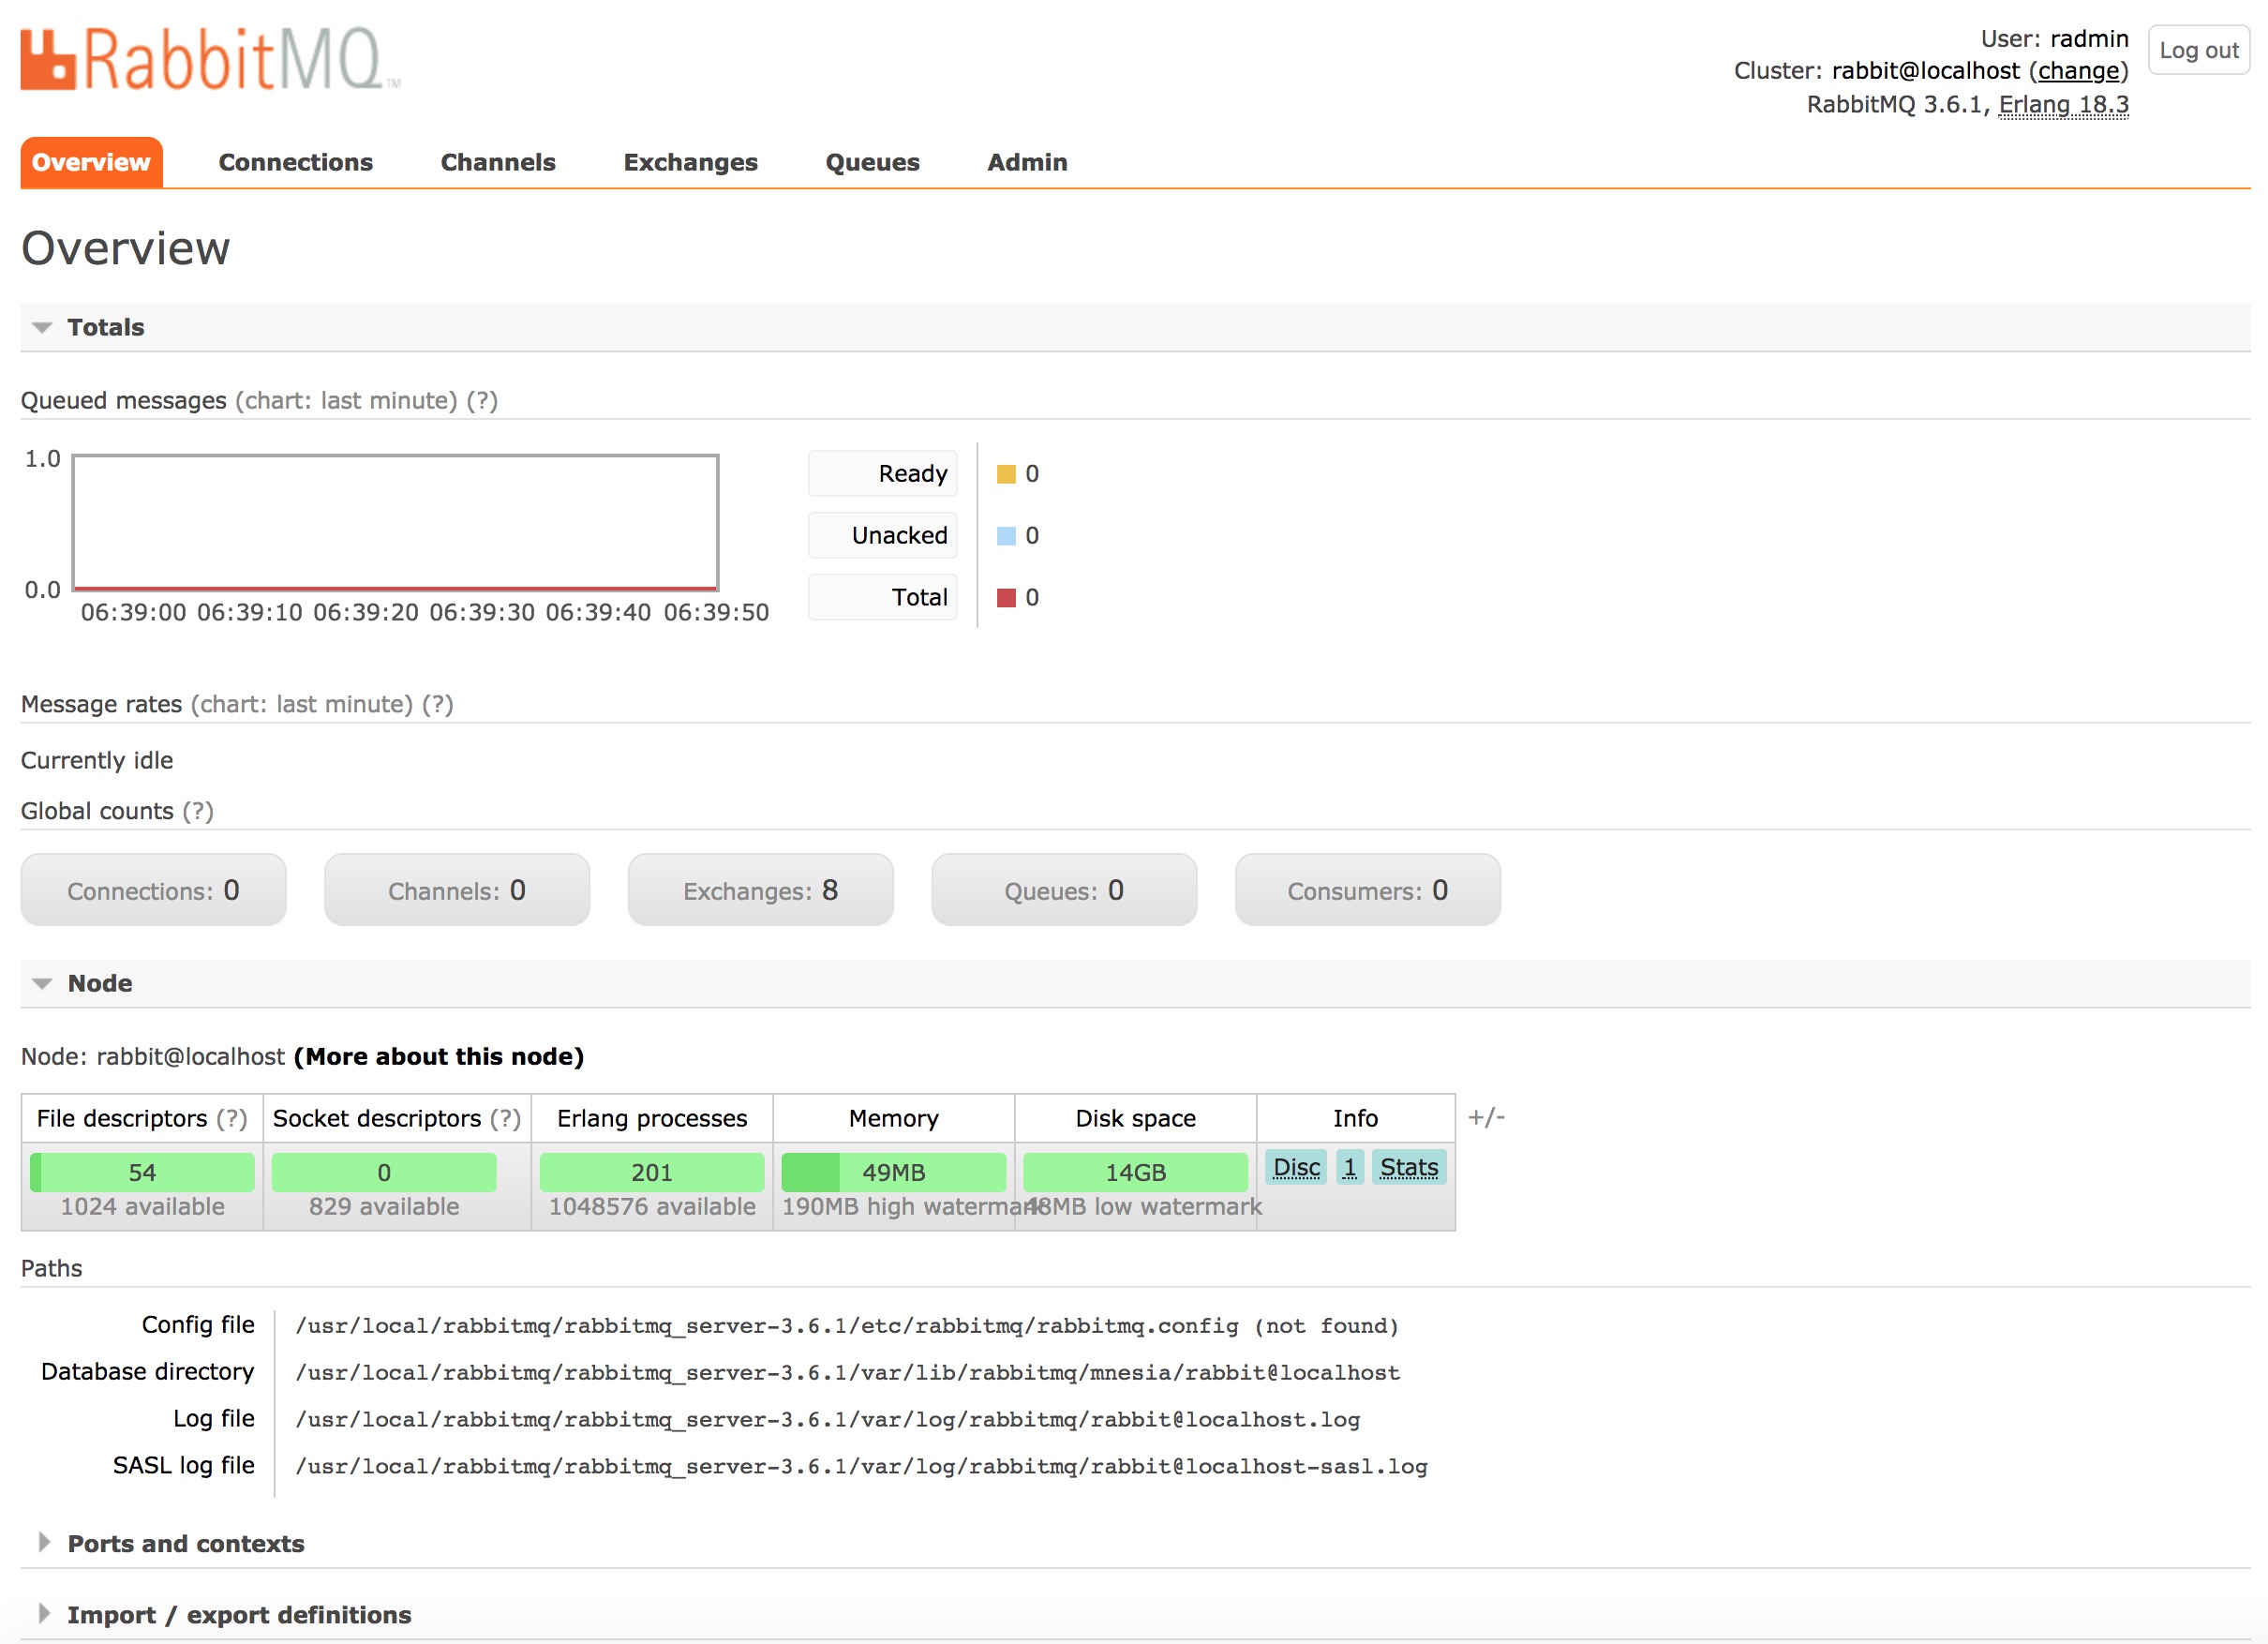 RabbitMQ™
User: radmin
Log out
Cluster: rabbit@localhost (change)
RabbitMQ 3.6.1, Erlang 18.3
Overview Connections Channels Exchanges Queues Admin
Overview
Totals
Queued messages (chart: last minute) (?)
1.0
0.0
06:39:00 06:39:10 06:39:20 06:39:30 06:39:40 06:39:50
Ready 0
Unacked 0
Total 0
Message rates (chart: last minute) (?)
Currently idle
Global counts (?)
Connections: 0 Channels: 0 Exchanges: 8 Queues: 0 Consumers: 0
Node
Node: rabbit@localhost (More about this node)
File descriptors (?) Socket descriptors (?) Erlang processes Memory Disk space Info +/-
54 0 201 49MB 14GB Disc 1 Stats
1024 available 829 available 1048576 available 190MB high watermark 48MB low watermark
Paths
Config file /usr/local/rabbitmq/rabbitmq_server-3.6.1/etc/rabbitmq/rabbitmq.config (not found)
Database directory /usr/local/rabbitmq/rabbitmq_server-3.6.1/var/lib/rabbitmq/mnesia/rabbit@localhost
Log file /usr/local/rabbitmq/rabbitmq_server-3.6.1/var/log/rabbitmq/rabbit@localhost.log
SASL log file /usr/local/rabbitmq/rabbitmq_server-3.6.1/var/log/rabbitmq/rabbit@localhost-sasl.log
Ports and contexts
Import / export definitions